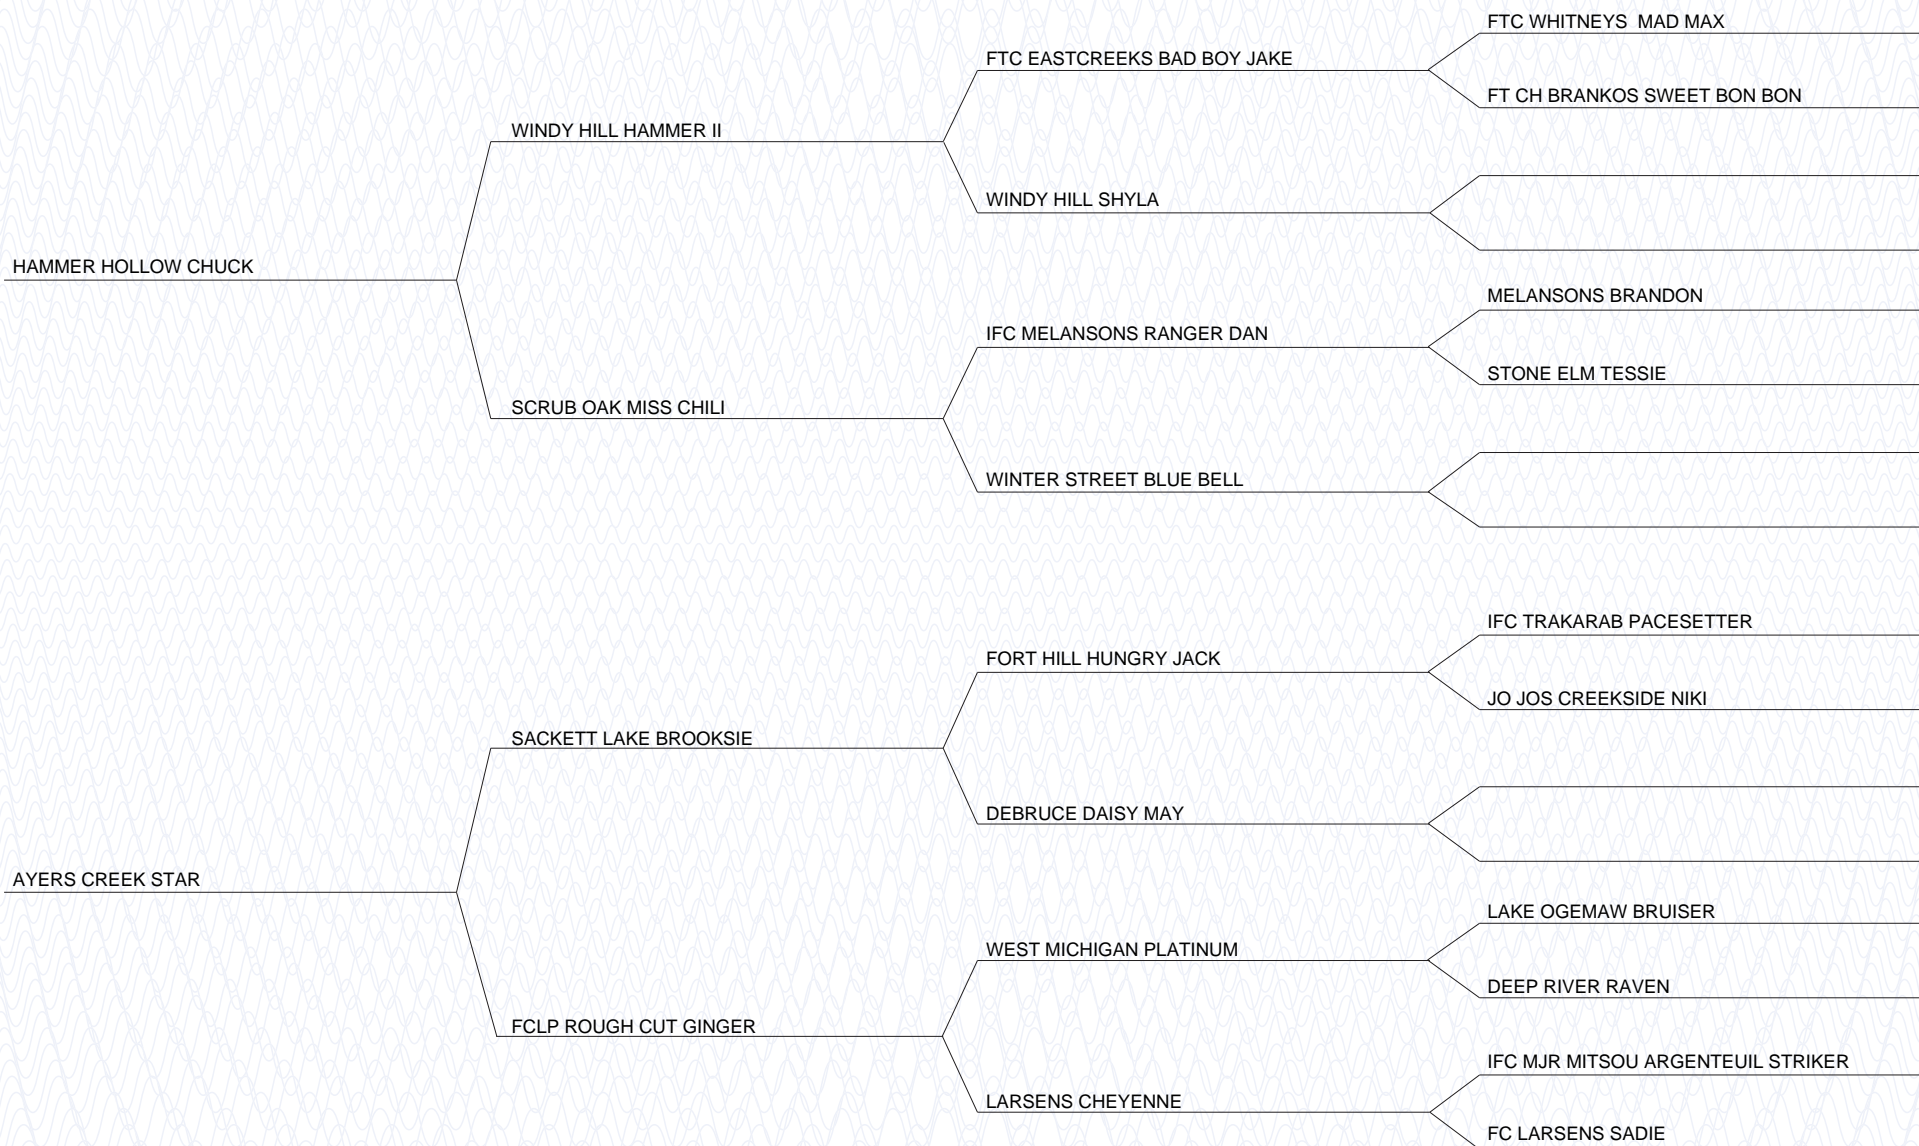 FTC WHITNEYS  MAD MAX
FTC EASTCREEKS BAD BOY JAKE
FT CH BRANKOS SWEET BON BON
WINDY HILL HAMMER II
WINDY HILL SHYLA
HAMMER HOLLOW CHUCK
MELANSONS BRANDON
IFC MELANSONS RANGER DAN
STONE ELM TESSIE
SCRUB OAK MISS CHILI
WINTER STREET BLUE BELL
IFC TRAKARAB PACESETTER
FORT HILL HUNGRY JACK
JO JOS CREEKSIDE NIKI
SACKETT LAKE BROOKSIE
DEBRUCE DAISY MAY
AYERS CREEK STAR
LAKE OGEMAW BRUISER
WEST MICHIGAN PLATINUM
DEEP RIVER RAVEN
FCLP ROUGH CUT GINGER
IFC MJR MITSOU ARGENTEUIL STRIKER
LARSENS CHEYENNE
FC LARSENS SADIE